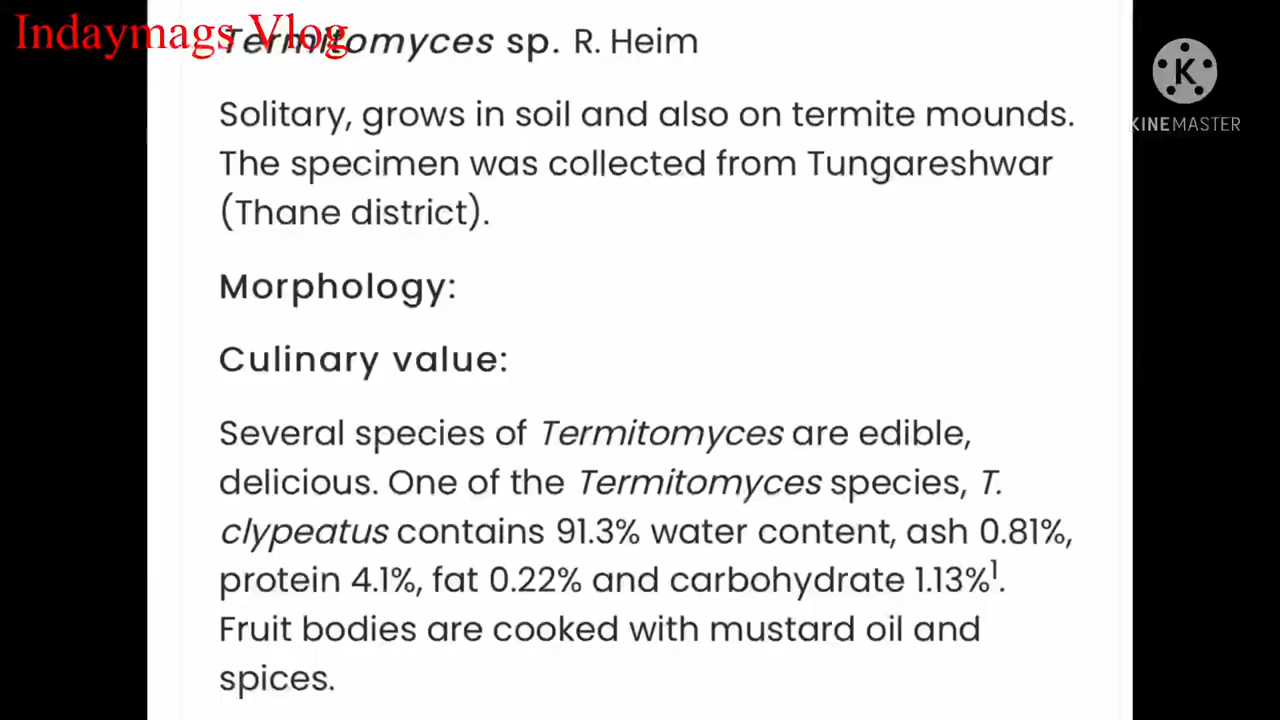 Indaymags Vlog
Termitomyces sp. R. Heim
KINEMASTER
Solitary, grows in soil and also on termite mounds.
The specimen was collected from Tungareshwar
(Thane district).
Morphology:
Culinary value:
Several species of Termitomyces are edible,
delicious. One of the Termitomyces species, T.
clypeatus contains 91.3% water content, ash 0.81%,
protein 4.1%, fat 0.22% and carbohydrate 1.13%¹.
Fruit bodies are cooked with mustard oil and
spices.